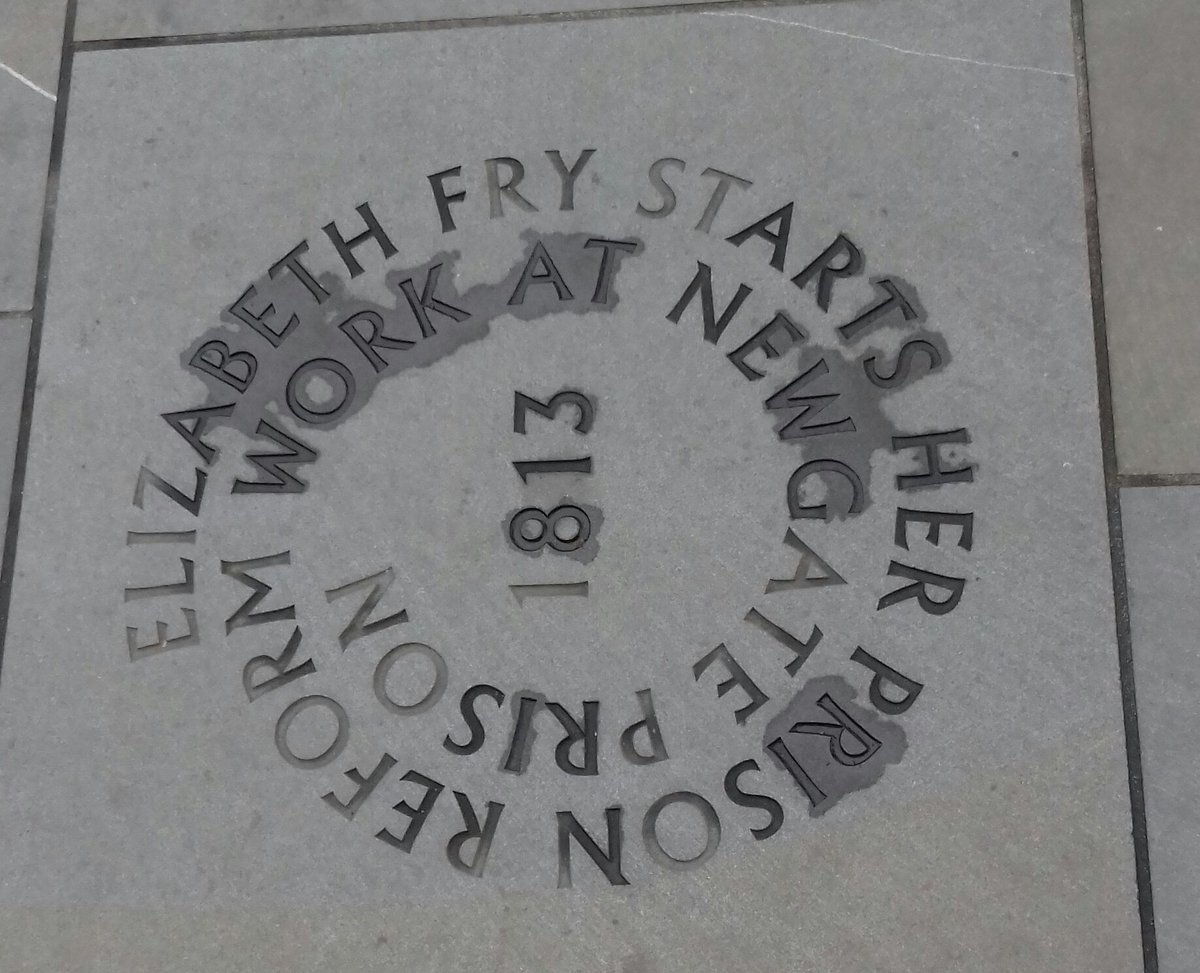 ELIZABETH FRY STARTS HER PRISON REFORM WORK AT NEWGATE PRISON
1813